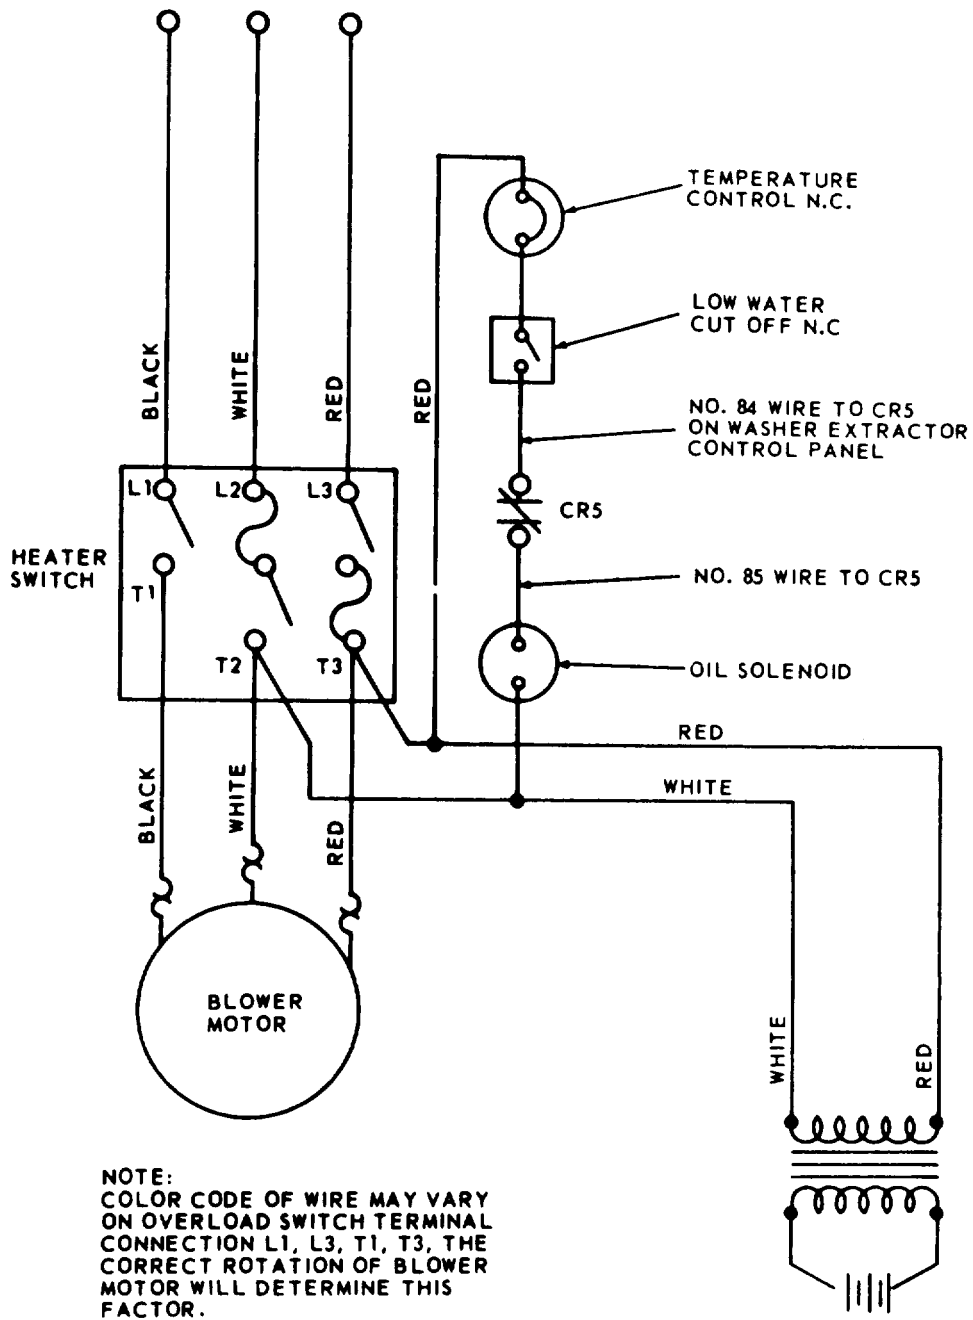 TEMPERATURE
CONTROL N.C.
LOW WATER
CUT OFF N.C
BLACK
WHITE
RED
RED
NO. 84 WIRE TO CR5
ON WASHER EXTRACTOR
CONTROL PANEL
L1
L2
L3
CR5
HEATER
SWITCH
T1
NO. 85 WIRE TO CR5
T2
T3
OIL SOLENOID
RED
WHITE
BLACK
WHITE
RED
BLOWER
MOTOR
WHITE
RED
NOTE:
COLOR CODE OF WIRE MAY VARY
ON OVERLOAD SWITCH TERMINAL
CONNECTION L1, L3, T1, T3, THE
CORRECT ROTATION OF BLOWER
MOTOR WILL DETERMINE THIS
FACTOR.